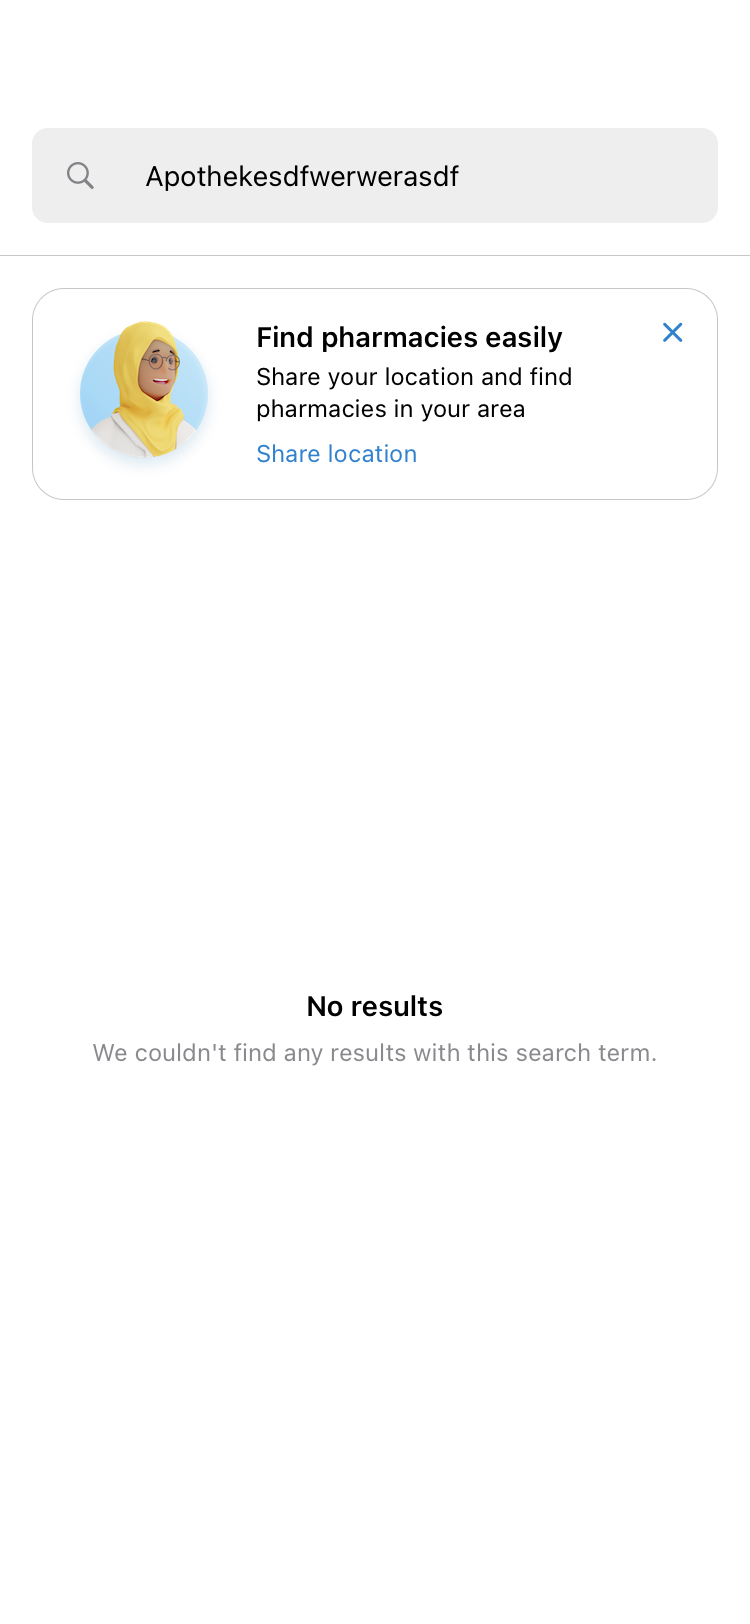 Apothekesdfwerwerasdf
Find pharmacies easily
Share your location and find
pharmacies in your area
Share location
No results
We couldn't find any results with this search term.